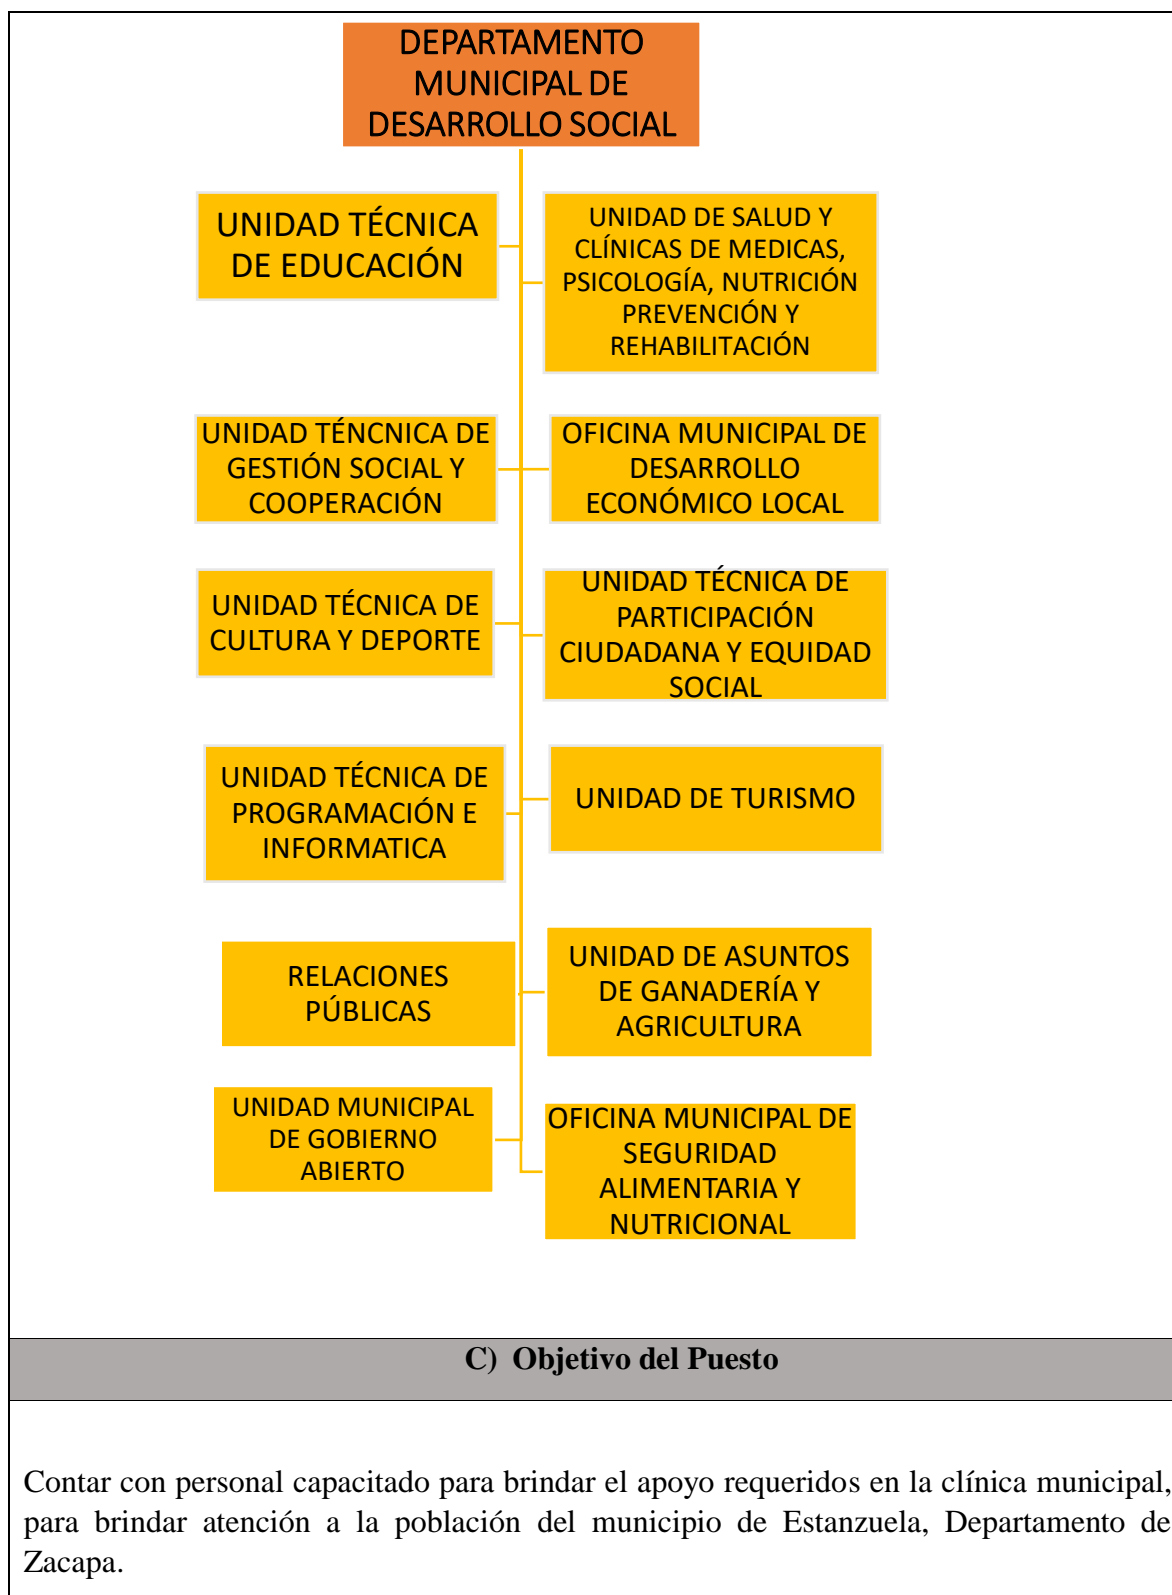 DEPARTAMENTO
MUNICIPAL DE
DESARROLLO SOCIAL
UNIDAD TÉCNICA
DE EDUCACIÓN
UNIDAD DE SALUD Y
CLÍNICAS DE MEDICAS,
PSICOLOGÍA, NUTRICIÓN
PREVENCIÓN Y
REHABILITACIÓN
UNIDAD TÉNCNICA DE
GESTIÓN SOCIAL Y
COOPERACIÓN
OFICINA MUNICIPAL DE
DESARROLLO
ECONÓMICO LOCAL
UNIDAD TÉCNICA DE
CULTURA Y DEPORTE
UNIDAD TÉCNICA DE
PARTICIPACIÓN
CIUDADANA Y EQUIDAD
SOCIAL
UNIDAD TÉCNICA DE
PROGRAMACIÓN E
INFORMATICA
UNIDAD DE TURISMO
RELACIONES
PÚBLICAS
UNIDAD DE ASUNTOS
DE GANADERÍA Y
AGRICULTURA
UNIDAD MUNICIPAL
DE GOBIERNO
ABIERTO
OFICINA MUNICIPAL DE
SEGURIDAD
ALIMENTARIA Y
NUTRICIONAL
C) Objetivo del Puesto
Contar con personal capacitado para brindar el apoyo requeridos en la clínica municipal,
para brindar atención a la población del municipio de Estanzuela, Departamento de
Zacapa.